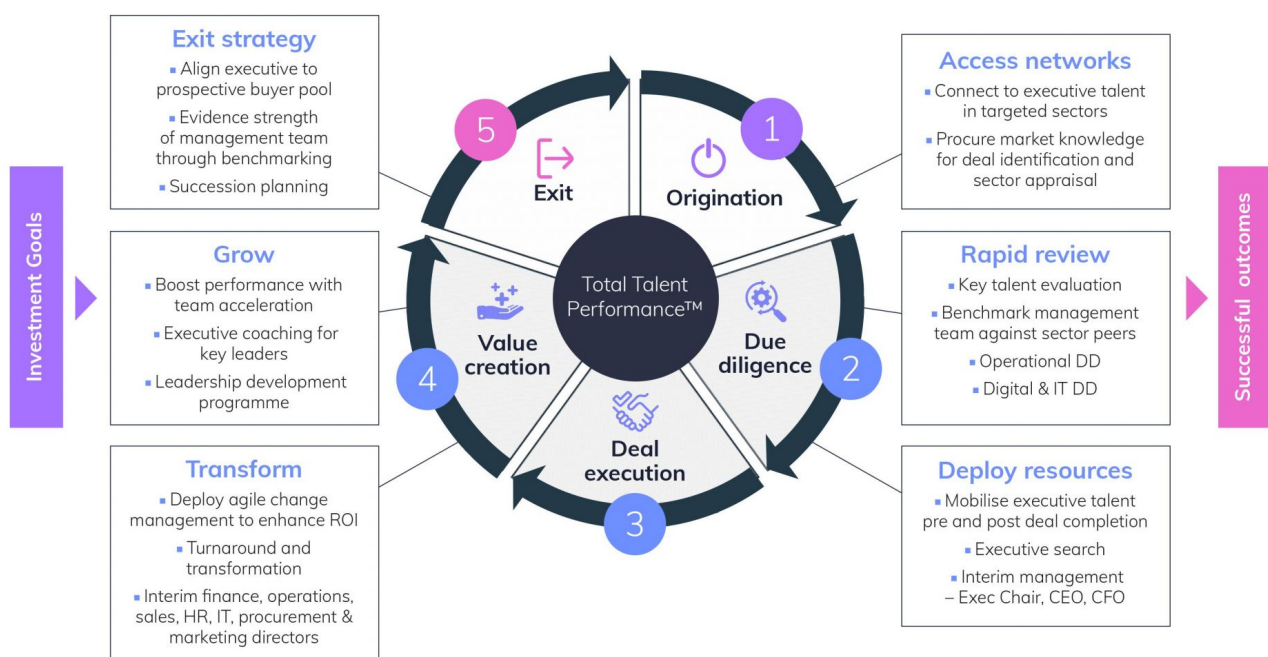 Investment Goals
Exit strategy
▪ Align executive to
prospective buyer pool
▪ Evidence strength
of management team
through benchmarking
▪ Succession planning
Grow
▪ Boost performance with
team acceleration
▪ Executive coaching for
key leaders
▪ Leadership development
programme
Transform
▪ Deploy agile change
management to enhance ROI
▪ Turnaround and
transformation
▪ Interim finance, operations,
sales, HR, IT, procurement &
marketing directors
Total Talent
Performance™
1
Origination
2
Due
diligence
3
Deal
execution
4
Value
creation
5
Exit
Access networks
▪ Connect to executive talent
in targeted sectors
▪ Procure market knowledge
for deal identification and
sector appraisal
Rapid review
▪ Key talent evaluation
▪ Benchmark management
team against sector peers
▪ Operational DD
▪ Digital & IT DD
Deploy resources
▪ Mobilise executive talent
pre and post deal completion
▪ Executive search
▪ Interim management
– Exec Chair, CEO, CFO
Successful outcomes